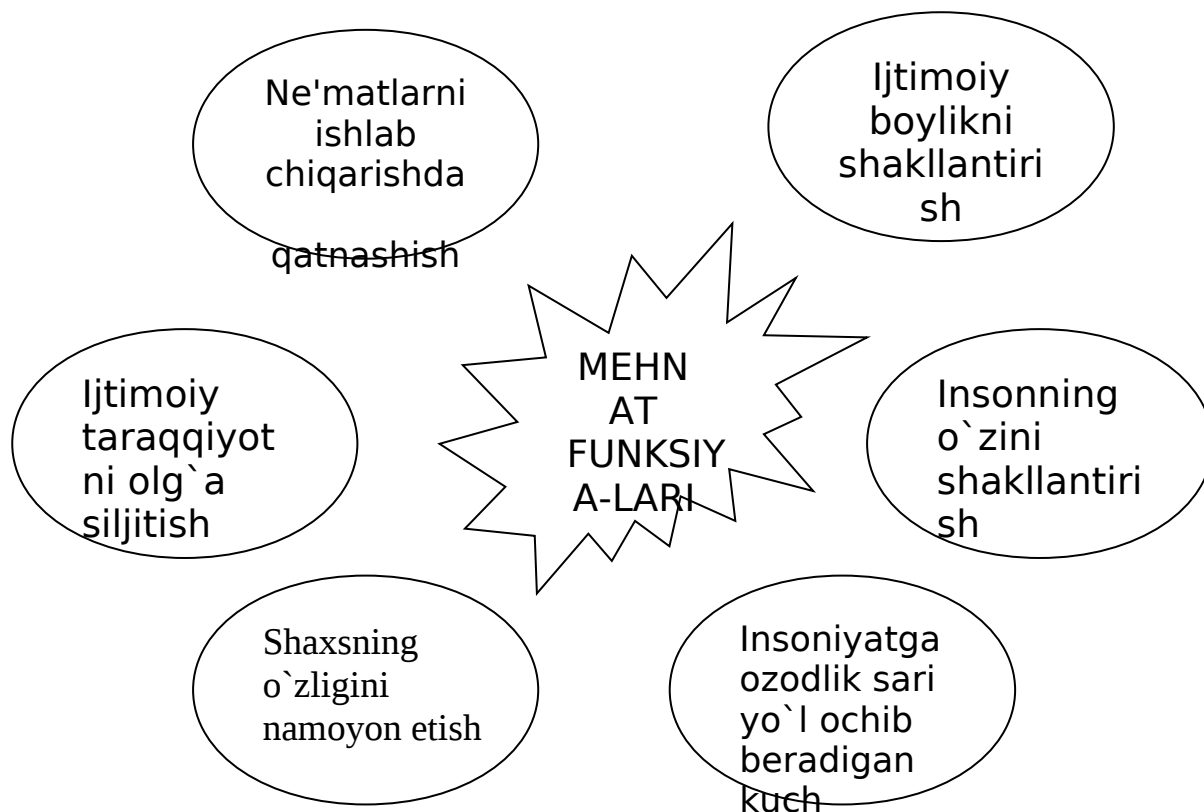 Ne'matlarni
ishlab
chiqarishda
qatnashish
Ijtimoiy
boylikni
shakllantiri
sh
MEHN
AT
FUNKSIY
A-LARI
Ijtimoiy
taraqqiyot
ni olg`a
siljitish
Insonning
o`zini
shakllantiri
sh
Shaxsning
o`zligini
namoyon etish
Insoniyatga
ozodlik sari
yo`l ochib
beradigan
kuch